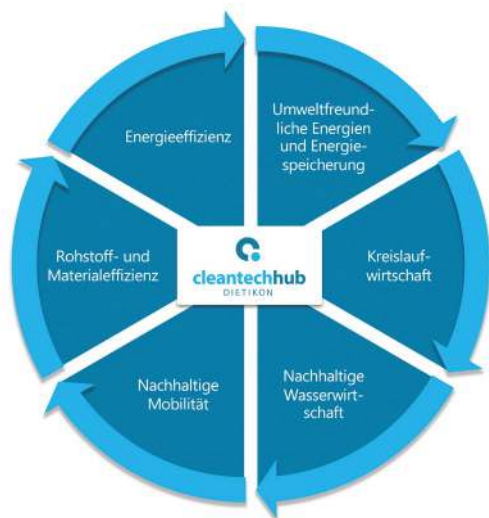 Energieeffizienz
Umweltfreund-
liche Energien
und Energie-
speicherung
Rohstoff- und
Materialeffizienz
cleantechhub
DIETIKON
Kreislauf-
wirtschaft
Nachhaltige
Mobilität
Nachhaltige
Wasserwirt-
schaft